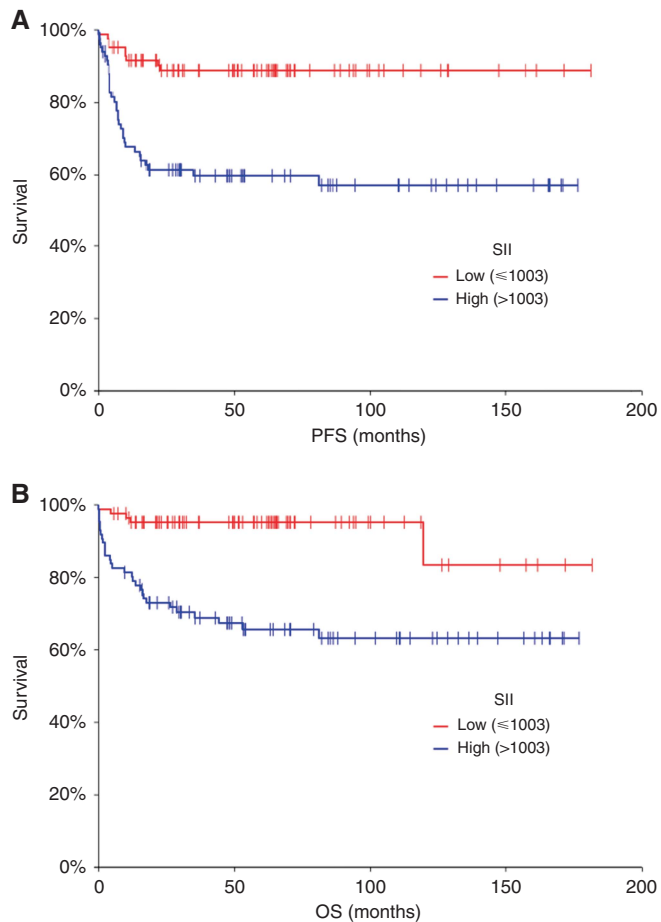 A
100%
80%
60%
40%
20%
0%
Survival
SII
Low (≤1003)
High (>1003)
0 50 100 150 200
PFS (months)
B
100%
80%
60%
40%
20%
0%
Survival
SII
Low (≤1003)
High (>1003)
0 50 100 150 200
OS (months)